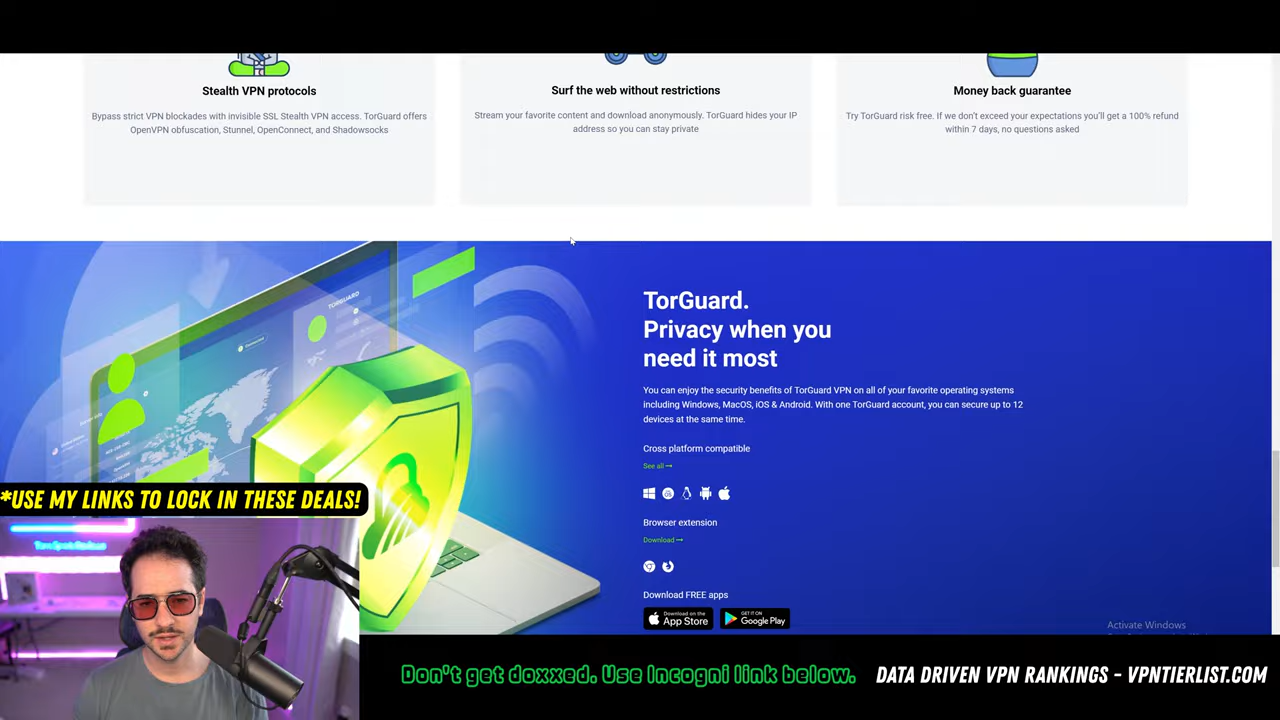 Stealth VPN protocols
Bypass strict VPN blockades with invisible SSL Stealth VPN access. TorGuard offers
OpenVPN obfuscation, Stunnel, OpenConnect, and Shadowsocks
Surf the web without restrictions
Stream your favorite content and download anonymously. TorGuard hides your IP
address so you can stay private
Money back guarantee
Try TorGuard risk free. If we don't exceed your expectations you'll get a 100% refund
within 7 days, no questions asked
TORGUARD
TorGuard.
Privacy when you
need it most
You can enjoy the security benefits of TorGuard VPN on all of your favorite operating systems
including Windows, MacOS, iOS & Android. With one TorGuard account, you can secure up to 12
devices at the same time.
Cross platform compatible
See all
Browser extension
Download
Download FREE apps
Download on the
App Store
GET IT ON
Google Play
Activate Windows
*USE MY LINKS TO LOCK IN THESE DEALS!
Don't get doxxed. Use Incogni link below.
DATA DRIVEN VPN RANKINGS - VPNTIERLIST.COM